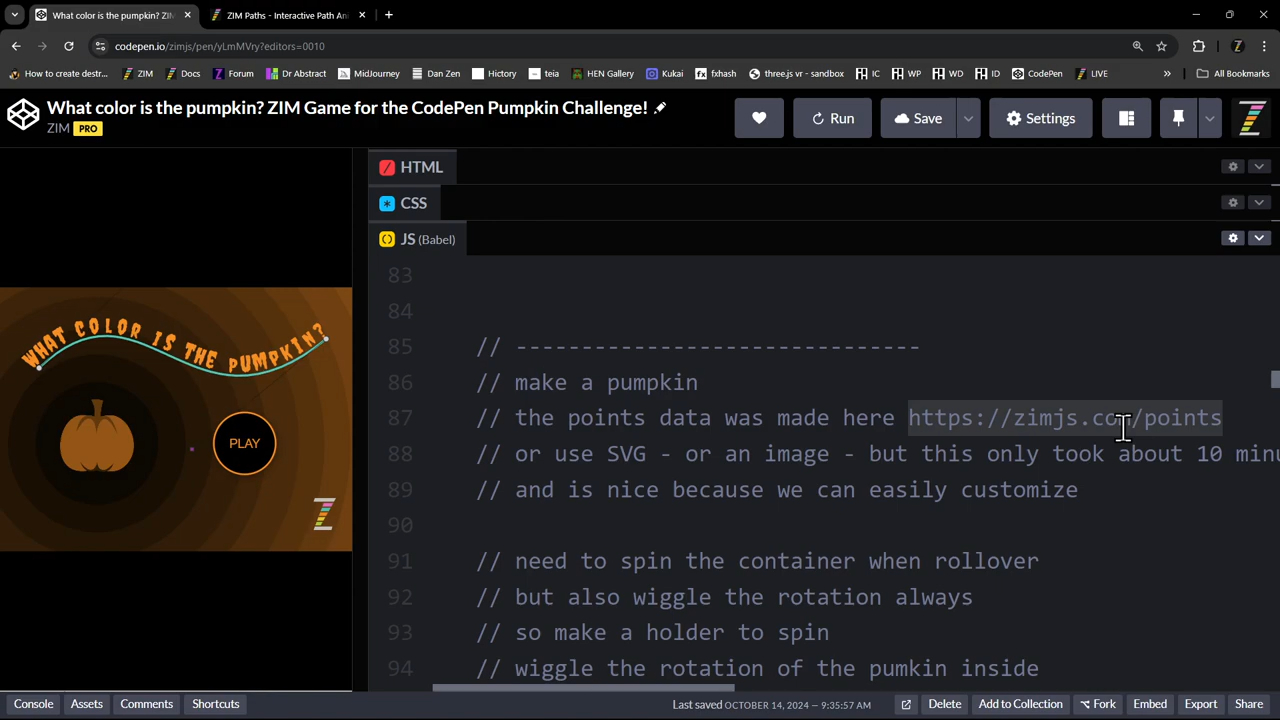 What color is the pumpkin? ZIM
ZIM Paths - Interactive Path Ani
codepen.io/zimjs/pen/yLmMVry?editors=0010
How to create destr...
ZIM
Docs
Forum
Dr Abstract
MidJourney
Dan Zen
Hictory
teia
HEN Gallery
Kukai
fxhash
three.js vr - sandbox
IC
WP
WD
ID
CodePen
LIVE
All Bookmarks
What color is the pumpkin? ZIM Game for the CodePen Pumpkin Challenge!
ZIM PRO
Run
Save
Settings
HTML
CSS
JS (Babel)
WHAT COLOR IS THE PUMPKIN?
PLAY
83
84
85 // -------------------------------
86 // make a pumpkin
87 // the points data was made here https://zimjs.com/points
88 // or use SVG - or an image - but this only took about 10 minu
89 // and is nice because we can easily customize
90
91 // need to spin the container when rollover
92 // but also wiggle the rotation always
93 // so make a holder to spin
94 // wiggle the rotation of the pumkin inside
Console
Assets
Comments
Shortcuts
Last saved OCTOBER 14, 2024 — 9:35:57 AM
Delete
Add to Collection
Fork
Embed
Export
Share